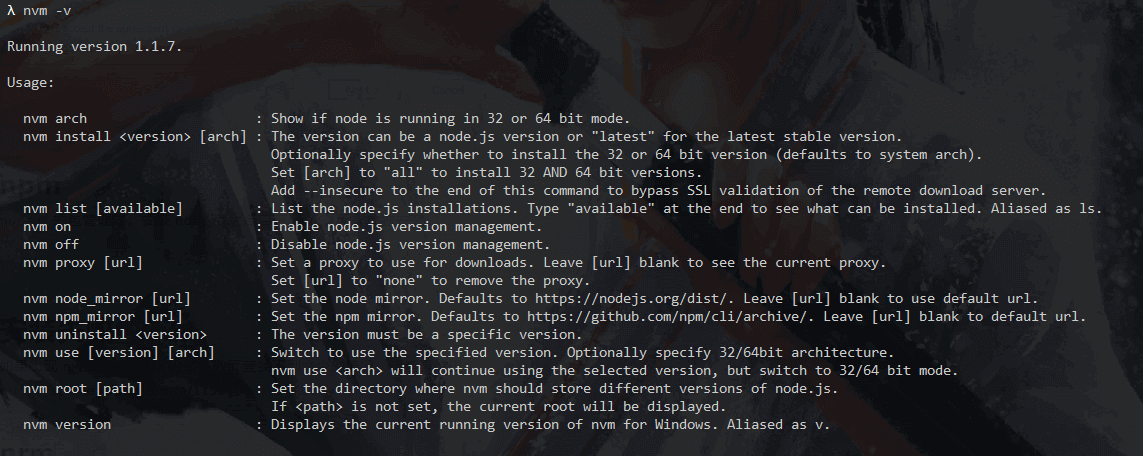 λ nvm -v
Running version 1.1.7.
Usage:
nvm arch : Show if node is running in 32 or 64 bit mode.
nvm install <version> [arch] : The version can be a node.js version or "latest" for the latest stable version.
Optionally specify whether to install the 32 or 64 bit version (defaults to system arch).
Set [arch] to "all" to install 32 AND 64 bit versions.
Add --insecure to the end of this command to bypass SSL validation of the remote download server.
nvm list [available] : List the node.js installations. Type "available" at the end to see what can be installed. Aliased as ls.
nvm on : Enable node.js version management.
nvm off : Disable node.js version management.
nvm proxy [url] : Set a proxy to use for downloads. Leave [url] blank to see the current proxy.
Set [url] to "none" to remove the proxy.
nvm node_mirror [url] : Set the node mirror. Defaults to https://nodejs.org/dist/. Leave [url] blank to use default url.
nvm npm_mirror [url] : Set the npm mirror. Defaults to https://github.com/npm/cli/archive/. Leave [url] blank to default url.
nvm uninstall <version> : The version must be a specific version.
nvm use [version] [arch] : Switch to use the specified version. Optionally specify 32/64bit architecture.
nvm use <arch> will continue using the selected version, but switch to 32/64 bit mode.
nvm root [path] : Set the directory where nvm should store different versions of node.js.
If <path> is not set, the current root will be displayed.
nvm version : Displays the current running version of nvm for Windows. Aliased as v.